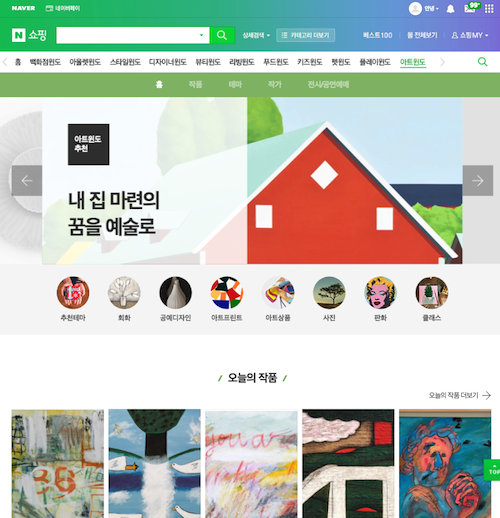 NAVER 네이버페이 안녕 99+
N 쇼핑 상세검색 카테고리 더보기 베스트100 몰 전체보기 쇼핑MY
홈 백화점윈도 아울렛윈도 스타일윈도 디자이너윈도 뷰티윈도 리빙윈도 푸드윈도 키즈윈도 펫윈도 플레이윈도 아트윈도
홈 작품 테마 작가 전시/공연예매
아트윈도
추천
내 집 마련의
꿈을 예술로
추천테마 회화 공예디자인 아트프린트 아트상품 사진 판화 클래스
오늘의 작품
오늘의 작품 더보기
you are
TOP